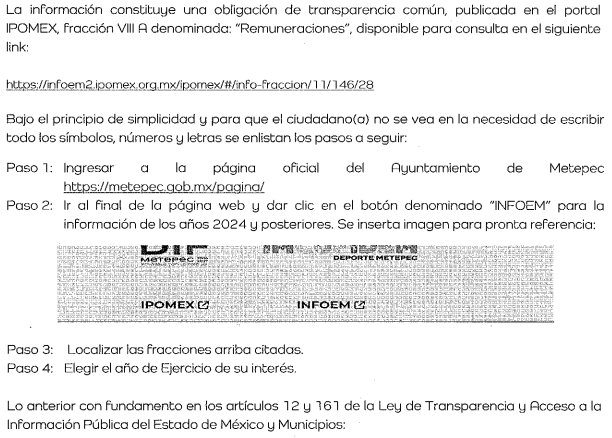 La información constituye una obligación de transparencia común, publicada en el portal
IPOMEX, fracción VIII A denominada: “Remuneraciones”, disponible para consulta en el siguiente
link:
https://infoem2.ipomex.org.mx/ipomex/#/info-fraccion/11/146/28
Bajo el principio de simplicidad y para que el ciudadano(a) no se vea en la necesidad de escribir
todo los símbolos, números y letras se enlistan los pasos a seguir:
Paso 1: Ingresar a la página oficial del Ayuntamiento de Metepec
https://metepec.gob.mx/pagina/
Paso 2: Ir al final de la página web y dar clic en el botón denominado “INFOEM” para la
información de los años 2024 y posteriores. Se inserta imagen para pronta referencia:
DIF
METEPEC
DEPORTE METEPEC
IPOMEX INFOEM
Paso 3: Localizar las fracciones arriba citadas.
Paso 4: Elegir el año de Ejercicio de su interés.
Lo anterior con fundamento en los artículos 12 y 161 de la Ley de Transparencia y Acceso a la
Información Pública del Estado de México y Municipios: